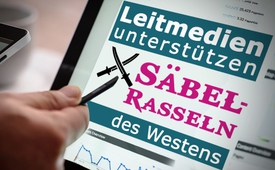 Leitmedien
unterstützen
SÄBEL-
RASSELN
des Westens